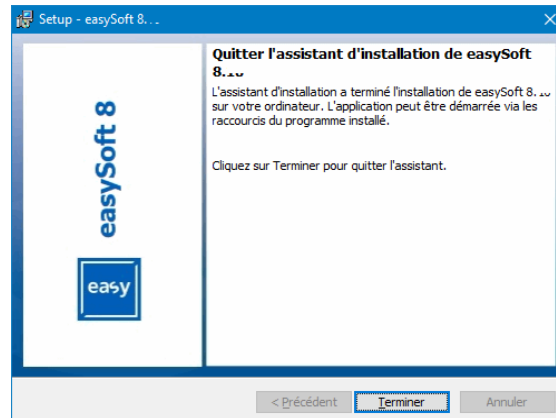 Setup - easySoft 8. . .
Quitter l'assistant d'installation de easySoft
8.
L'assistant d'installation a terminé l'installation de easySoft 8.
sur votre ordinateur. L'application peut être démarrée via les
raccourcis du programme installé.
Cliquez sur Terminer pour quitter l'assistant.
easySoft 8
easy
< Précédent
Terminer
Annuler